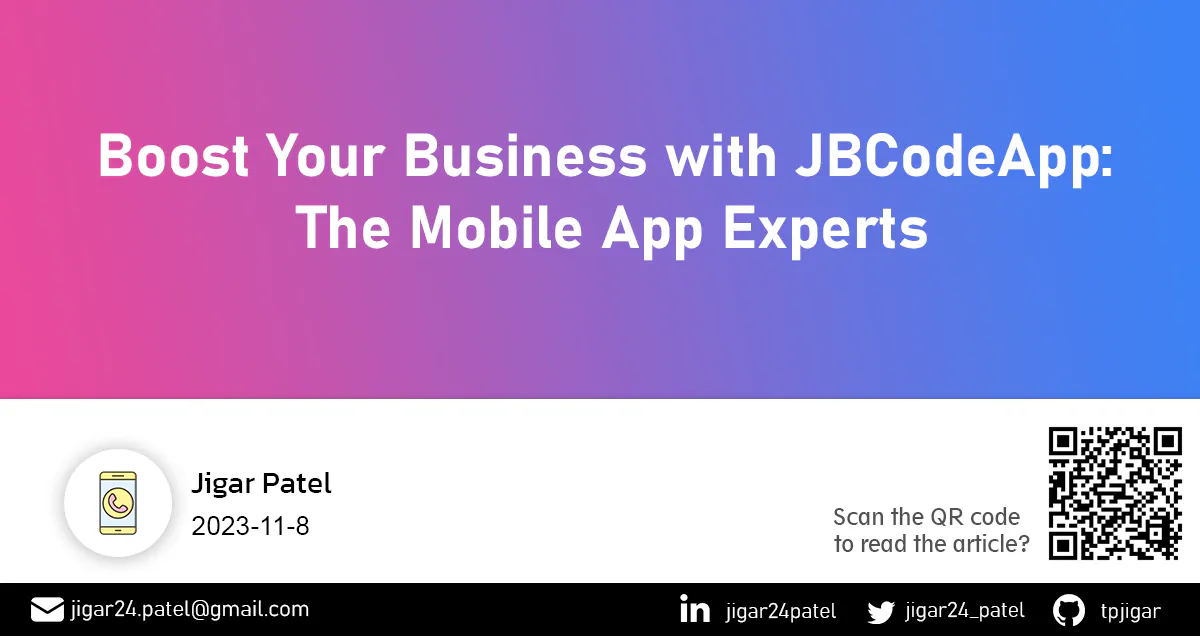 Boost Your Business with JBCodeApp:
The Mobile App Experts
Jigar Patel
2023-11-8
Scan the QR code
to read the article?
jigar24.patel@gmail.com
in jigar24patel
jigar24_patel
tpjigar